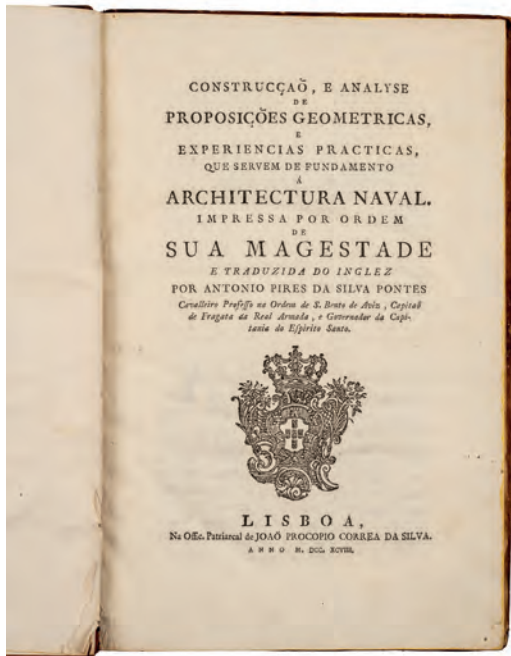 CONSTRUCÇAÕ, E ANALYSE
DE
PROPOSIÇÕES GEOMETRICAS,
E
EXPERIENCIAS PRACTICAS,
QUE SERVEM DE FUNDAMENTO
Á
ARCHITECTURA NAVAL.
IMPRESSA POR ORDEM
DE
SUA MAGESTADE
E TRADUZIDA DO INGLEZ
POR ANTONIO PIRES DA SILVA PONTES
Cavalleiro Professo na Ordem de S. Bento de Aviz, Capitaõ
de Fragata da Real Armada, e Governador da Capi-
tania do Espirito Santo.
LISBOA,
Na Offic. Patriarcal de JOAÕ PROCOPIO CORREA DA SILVA.
ANNO M. DCC. XCVIII.